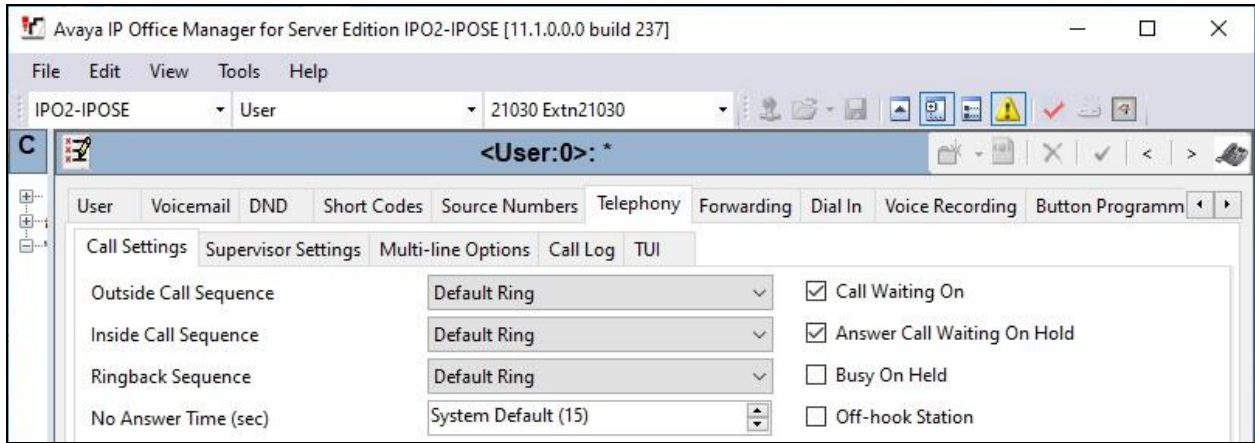 Avaya IP Office Manager for Server Edition IPO2-IPOSE [11.1.0.0.0 build 237]
File Edit View Tools Help
IPO2-IPOSE User 21030 Extn21030
C <User:0>: *
User Voicemail DND Short Codes Source Numbers Telephony Forwarding Dial In Voice Recording Button Programm
Call Settings Supervisor Settings Multi-line Options Call Log TUI
Outside Call Sequence Default Ring Call Waiting On
Inside Call Sequence Default Ring Answer Call Waiting On Hold
Ringback Sequence Default Ring Busy On Held
No Answer Time (sec) System Default (15) Off-hook Station